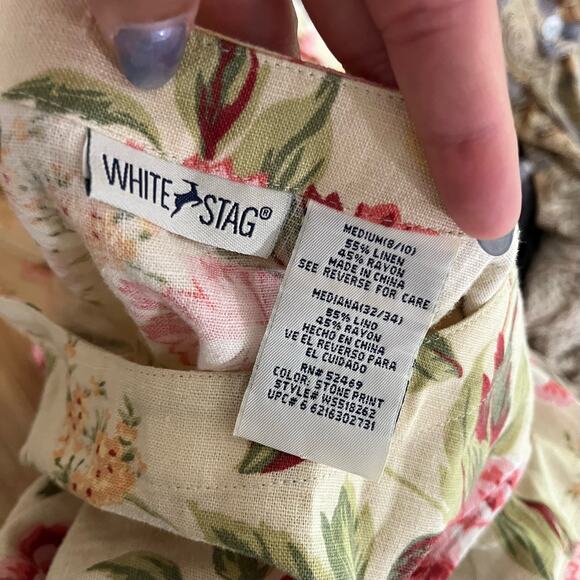 WHITE STAG®
MEDIUM(8/10)
55% LINEN
45% RAYON
MADE IN CHINA
SEE REVERSE FOR CARE
MEDIANA(32/34)
55% LINO
45% RAYON
HECHO EN CHINA
VE EL REVERSO PARA
EL CUIDADO
RN# 52469
COLOR: STONE PRINT
STYLE# WS518262
UPC# 6 6216302731